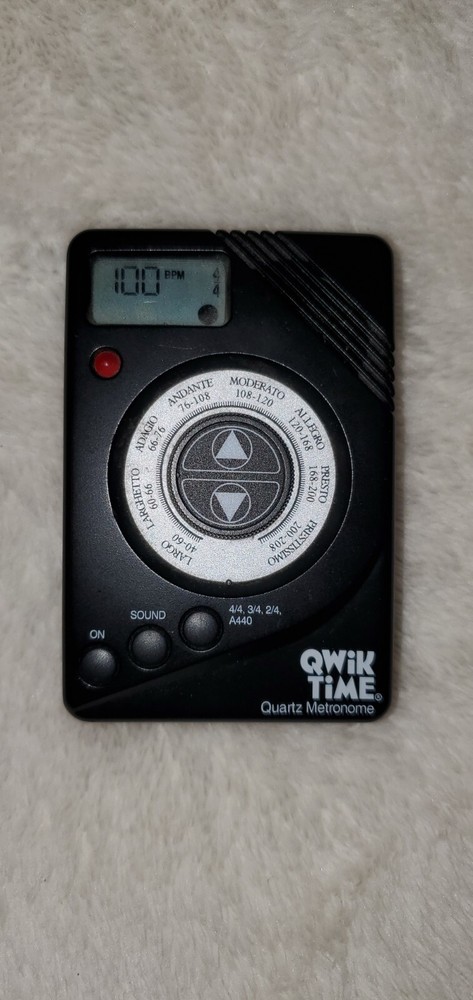 100 BPM 4
4
LARGO
40-60
LARGHETTO
60-66
ADAGIO
66-76
ANDANTE
76-108
MODERATO
108-120
ALLEGRO
120-168
PRESTO
168-200
PRESTISSIMO
200-208
ON
SOUND
4/4, 3/4, 2/4,
A440
QWiK
TiME®
Quartz Metronome